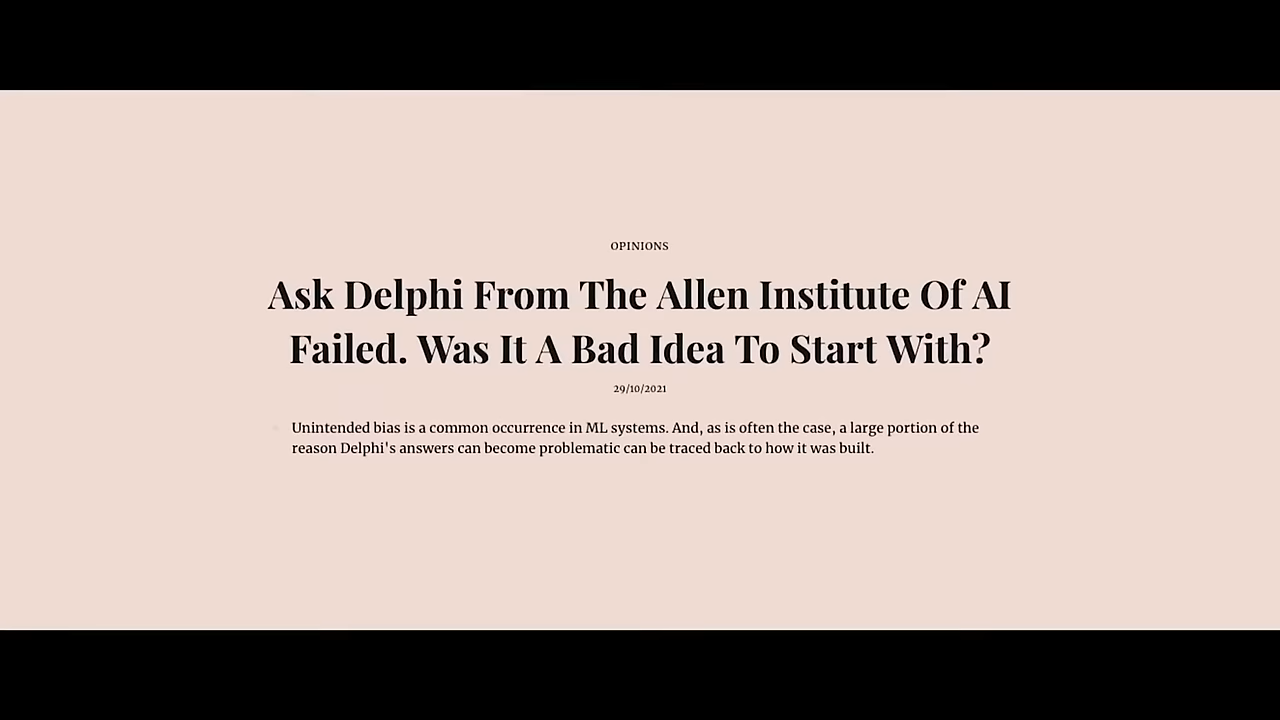 OPINIONS
Ask Delphi From The Allen Institute Of AI
Failed. Was It A Bad Idea To Start With?
29/10/2021
Unintended bias is a common occurrence in ML systems. And, as is often the case, a large portion of the
reason Delphi's answers can become problematic can be traced back to how it was built.